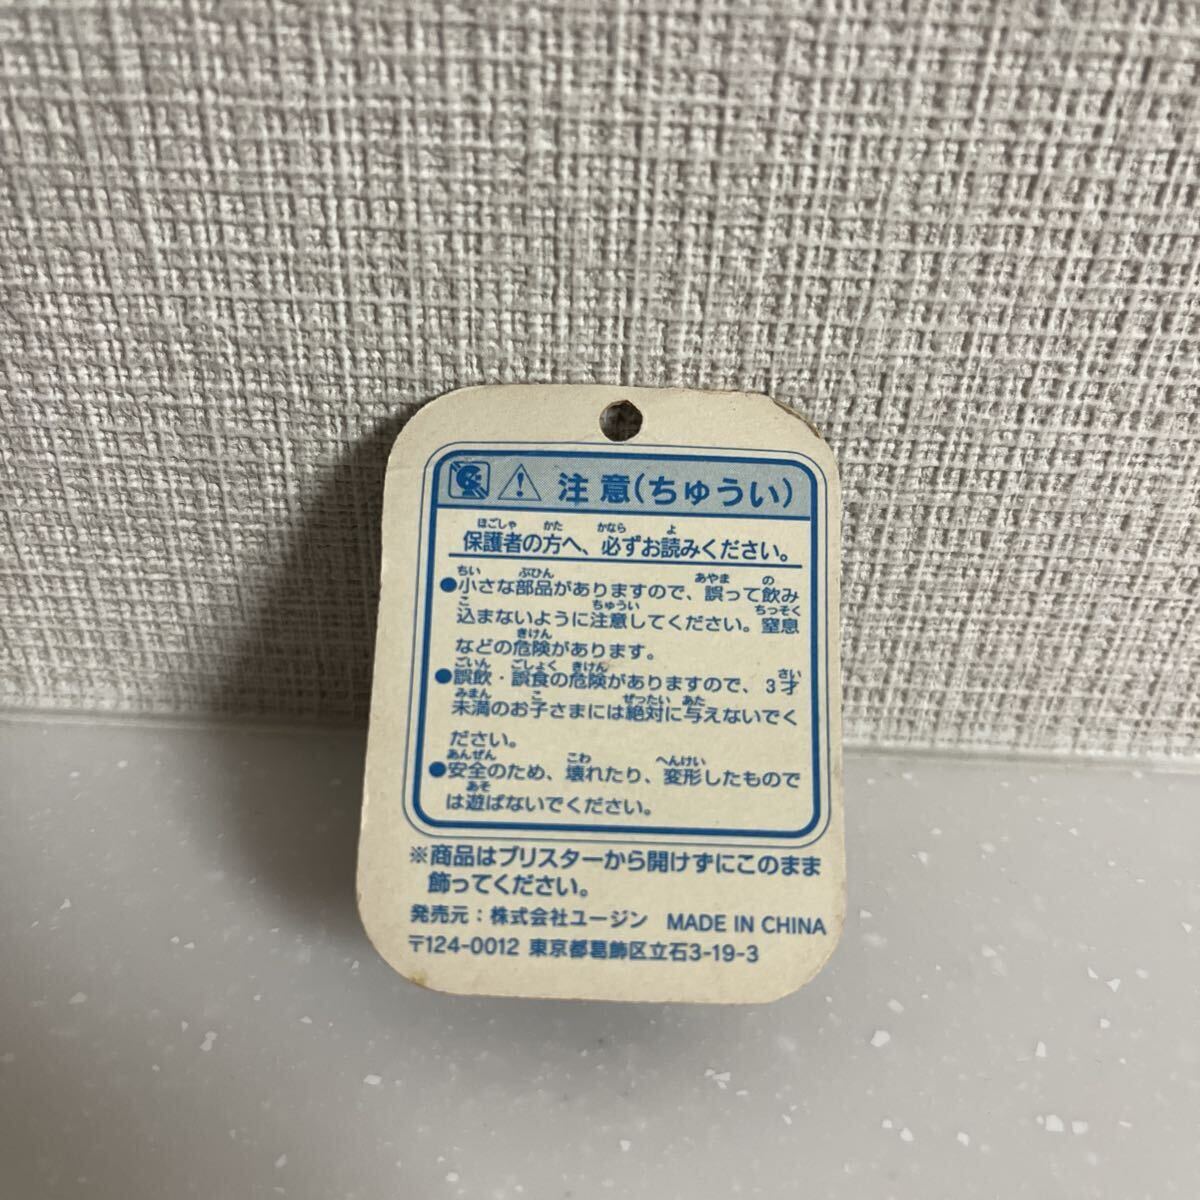 注意(ちゅうい)
ほごしゃ かた かなら よ
保護者の方へ、必ずお読みください。
ちい ぶひん あやま の
●小さな部品がありますので、誤って飲み
こ ちゅうい ちっそく
込まないように注意してください。窒息
きけん
などの危険があります。
ごいん ごしょく きけん さい
●誤飲・誤食の危険がありますので、3才
みまん こ ぜったい あた
未満のお子さまには絶対に与えないでく
ださい。
あんぜん こわ へんけい
●安全のため、壊れたり、変形したもので
あそ
は遊ばないでください。
※商品はブリスターから開けずにこのまま
飾ってください。
発売元：株式会社ユージン MADE IN CHINA
〒124-0012 東京都葛飾区立石3-19-3